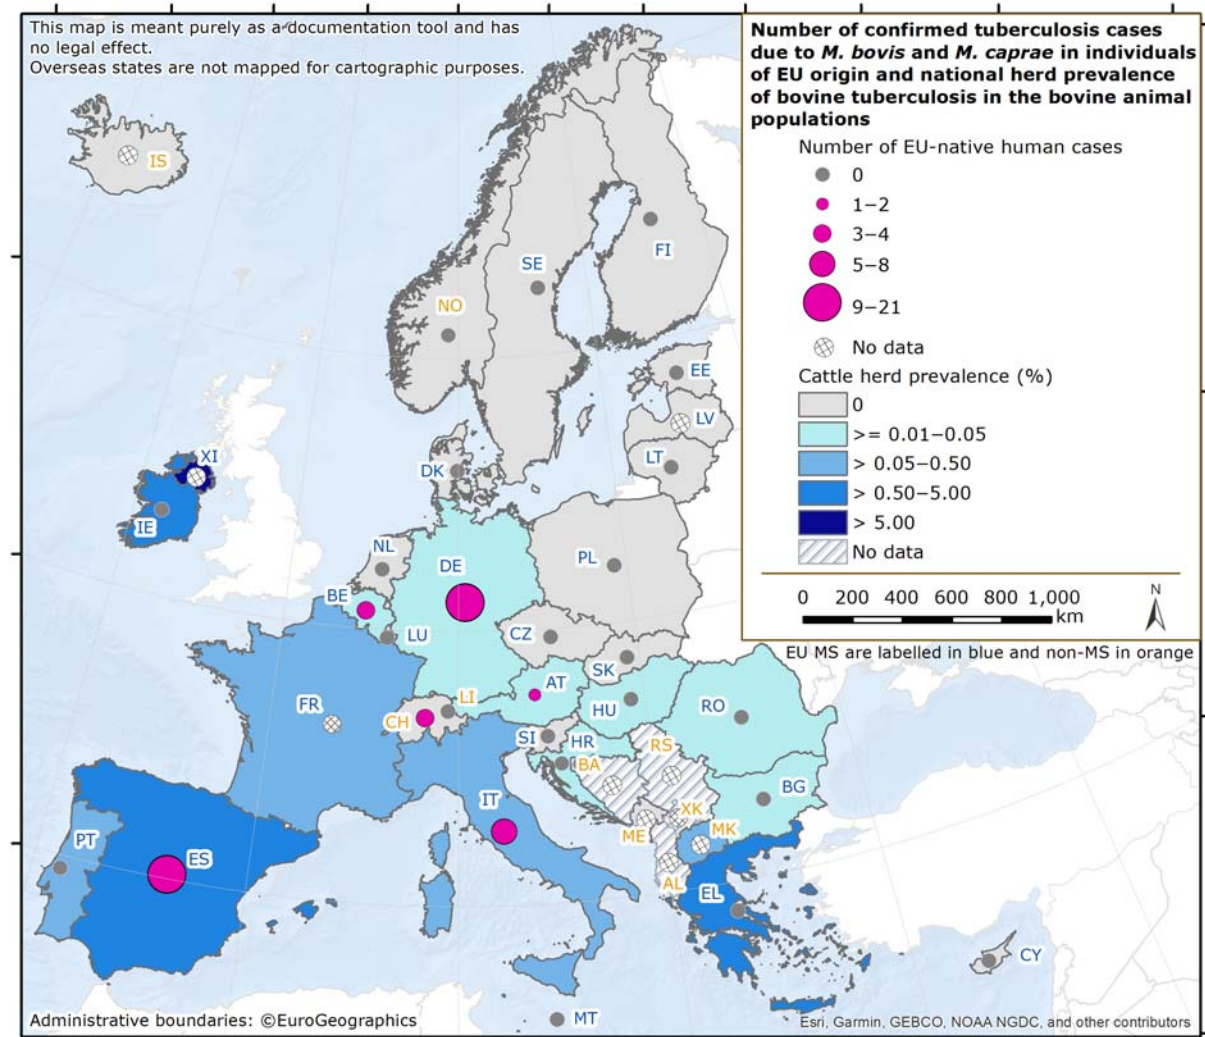 This map is meant purely as a documentation tool and has
no legal effect.
Overseas states are not mapped for cartographic purposes.
Number of confirmed tuberculosis cases
due to M. bovis and M. caprae in individuals
of EU origin and national herd prevalence
of bovine tuberculosis in the bovine animal
populations
Number of EU-native human cases
0
1−2
3−4
5−8
9−21
No data
Cattle herd prevalence (%)
0
>= 0.01−0.05
> 0.05−0.50
> 0.50−5.00
> 5.00
No data
0 200 400 600 800 1,000
km
N
EU MS are labelled in blue and non-MS in orange
IS
FI
SE
NO
EE
LV
LT
DK
XI
IE
NL
DE
PL
BE
LU
CZ
SK
AT
LI
CH
FR
HU
RO
SI
HR
BA
RS
BG
IT
XK
ME
MK
AL
PT
ES
EL
CY
MT
Administrative boundaries: ©EuroGeographics
Esri, Garmin, GEBCO, NOAA NGDC, and other contributors